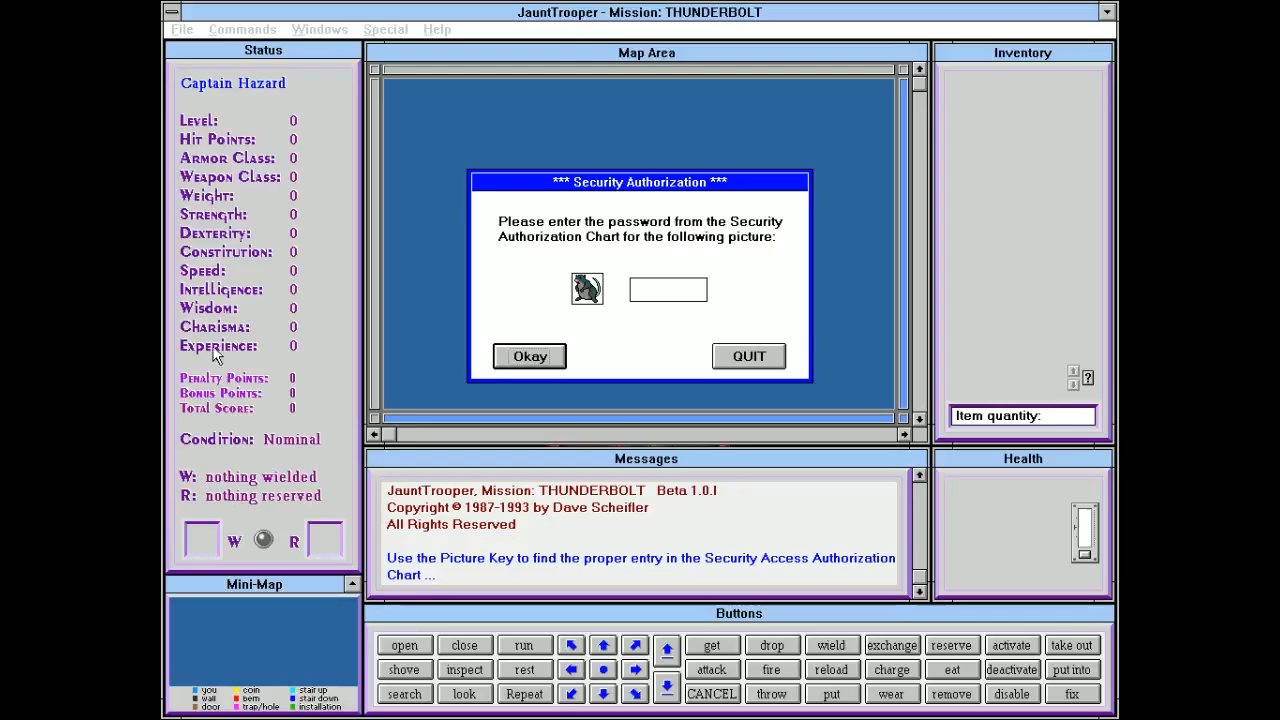 JauntTrooper - Mission: THUNDERBOLT
File Commands Windows Special Help
Status
Captain Hazard
Level: 0
Hit Points: 0
Armor Class: 0
Weapon Class: 0
Weight: 0
Strength: 0
Dexterity: 0
Constitution: 0
Speed: 0
Intelligence: 0
Wisdom: 0
Charisma: 0
Experience: 0
Penalty Points: 0
Bonus Points: 0
Total Score: 0
Condition: Nominal
W: nothing wielded
R: nothing reserved
W R
Mini-Map
you coin stair up
wall bem stair down
door trap/hole installation
Map Area
*** Security Authorization ***
Please enter the password from the Security
Authorization Chart for the following picture:
Okay QUIT
Inventory
?
Item quantity:
Messages
JauntTrooper, Mission: THUNDERBOLT Beta 1.0.I
Copyright © 1987-1993 by Dave Scheifler
All Rights Reserved
Use the Picture Key to find the proper entry in the Security Access Authorization
Chart ...
Health
Buttons
open close run get drop wield exchange reserve activate take out
shove inspect rest attack fire reload charge eat deactivate put into
search look Repeat CANCEL throw put wear remove disable fix